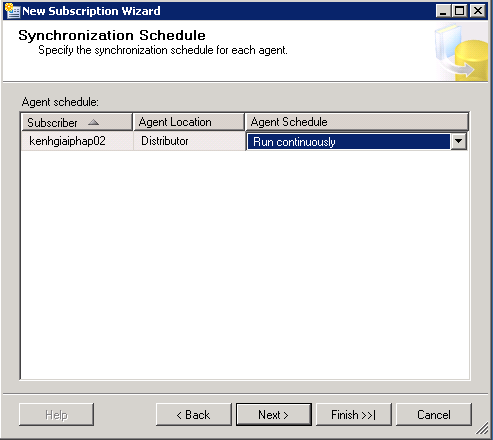 New Subscription Wizard
Synchronization Schedule
Specify the synchronization schedule for each agent.
Agent schedule:
Subscriber Agent Location Agent Schedule
kenhgiaiphap02 Distributor Run continuously
Help < Back Next > Finish >>| Cancel